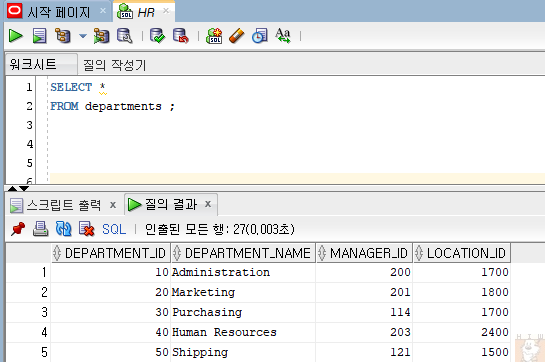 시작 페이지 × HR ×
SQL
Aa
워크시트 질의 작성기
1 SELECT *
2 FROM departments ;
3
4
5
6
스크립트 출력 × 질의 결과 ×
SQL | 인출된 모든 행: 27(0,003초)
DEPARTMENT_ID DEPARTMENT_NAME MANAGER_ID LOCATION_ID
1 10 Administration 200 1700
2 20 Marketing 201 1800
3 30 Purchasing 114 1700
4 40 Human Resources 203 2400
5 50 Shipping 121 1500